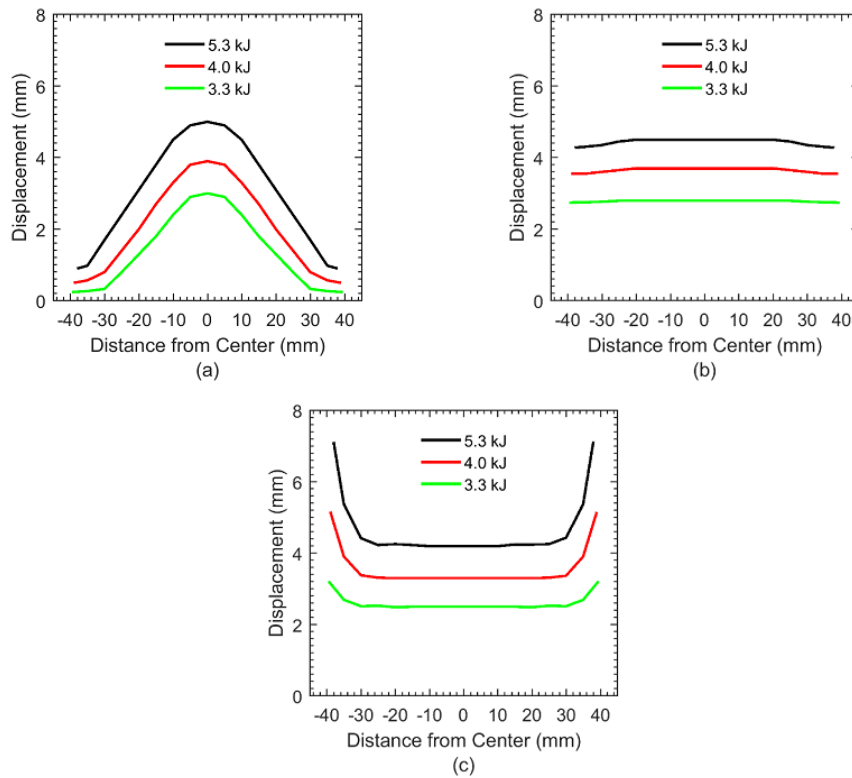 8
6
4
2
0
Displacement (mm)
5.3 kJ
4.0 kJ
3.3 kJ
-40 -30 -20 -10 0 10 20 30 40
Distance from Center (mm)
(a)
8
6
4
2
0
Displacement (mm)
5.3 kJ
4.0 kJ
3.3 kJ
-40 -30 -20 -10 0 10 20 30 40
Distance from Center (mm)
(b)
8
6
4
2
0
Displacement (mm)
5.3 kJ
4.0 kJ
3.3 kJ
-40 -30 -20 -10 0 10 20 30 40
Distance from Center (mm)
(c)